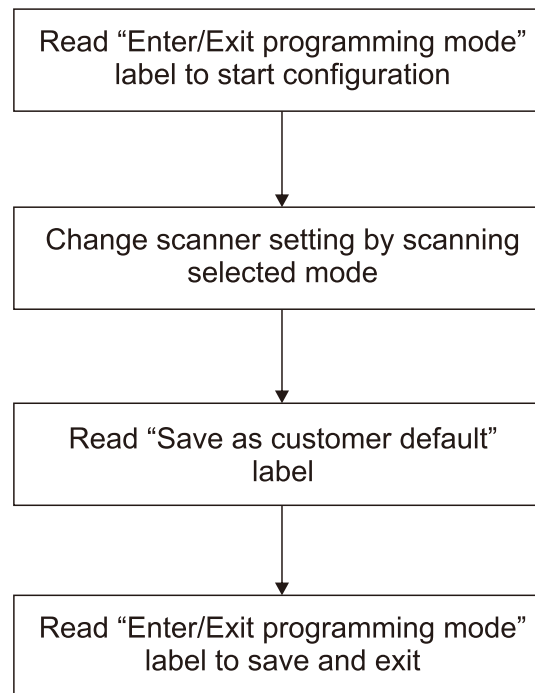 Read “Enter/Exit programming mode”
label to start configuration
Change scanner setting by scanning
selected mode
Read “Save as customer default”
label
Read “Enter/Exit programming mode”
label to save and exit